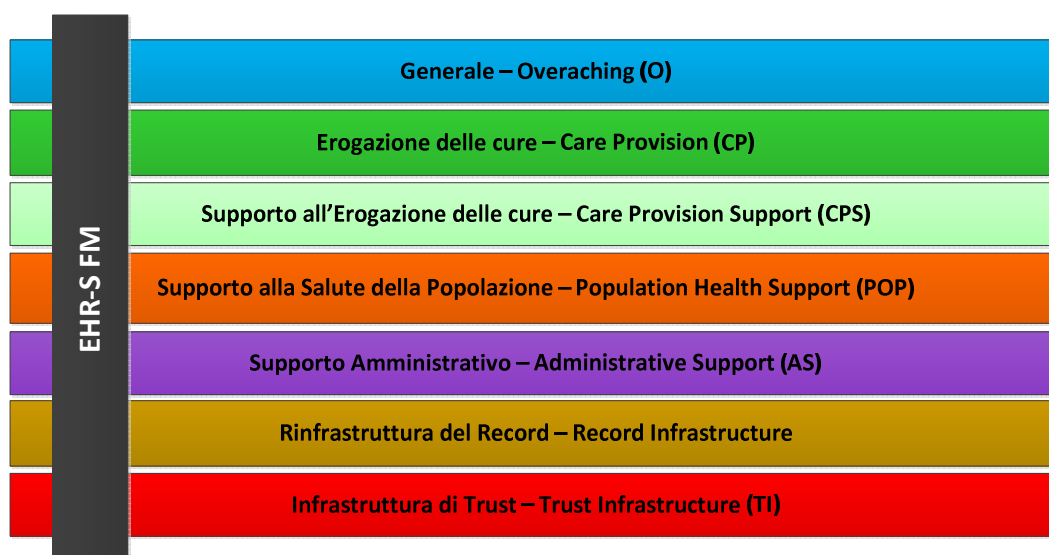 EHR-S FM
Generale – Overaching (O)
Erogazione delle cure – Care Provision (CP)
Supporto all’Erogazione delle cure – Care Provision Support (CPS)
Supporto alla Salute della Popolazione – Population Health Support (POP)
Supporto Amministrativo – Administrative Support (AS)
Rinfrastruttura del Record – Record Infrastructure
Infrastruttura di Trust – Trust Infrastructure (TI)